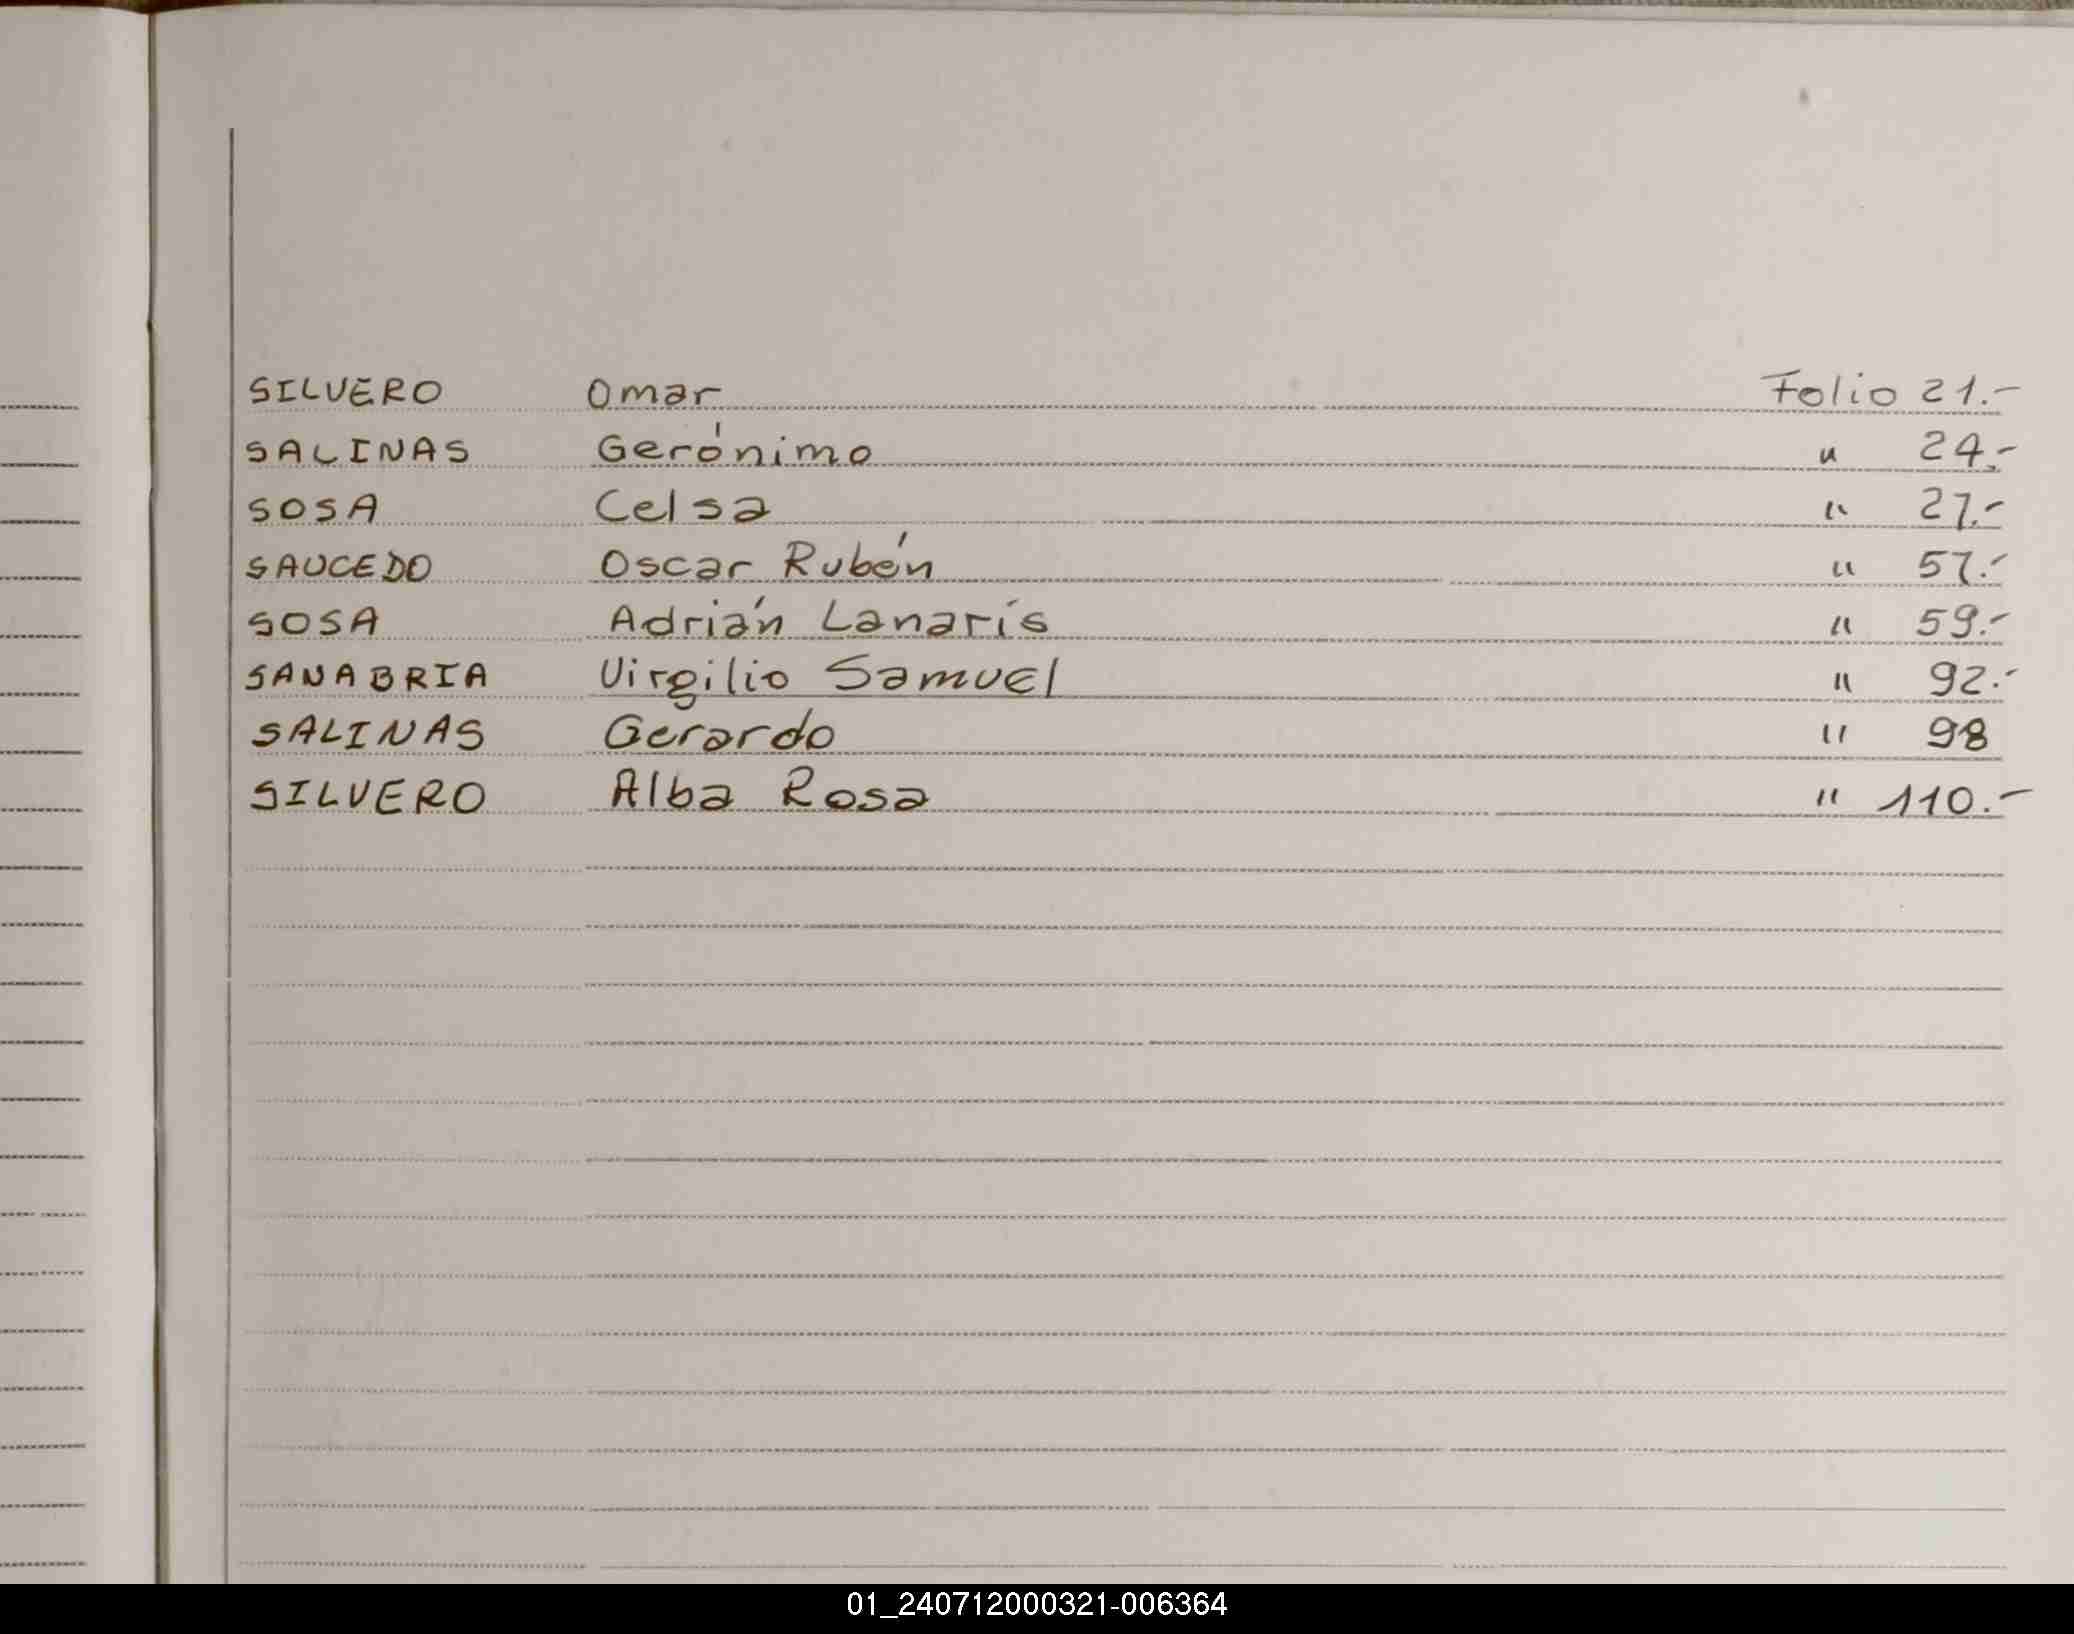 SILVERO Omar Folio 21.-
SALINAS Gerónimo " 24.-
SOSA Celsa " 27.-
SAUCEDO Oscar Rubén " 57.-
SOSA Adrián Lanarís " 59.-
SANABRIA Virgilio Samuel " 92.-
SALINAS Gerardo " 98
SILVERO Alba Rosa " 110.-
01_240712000321-006364